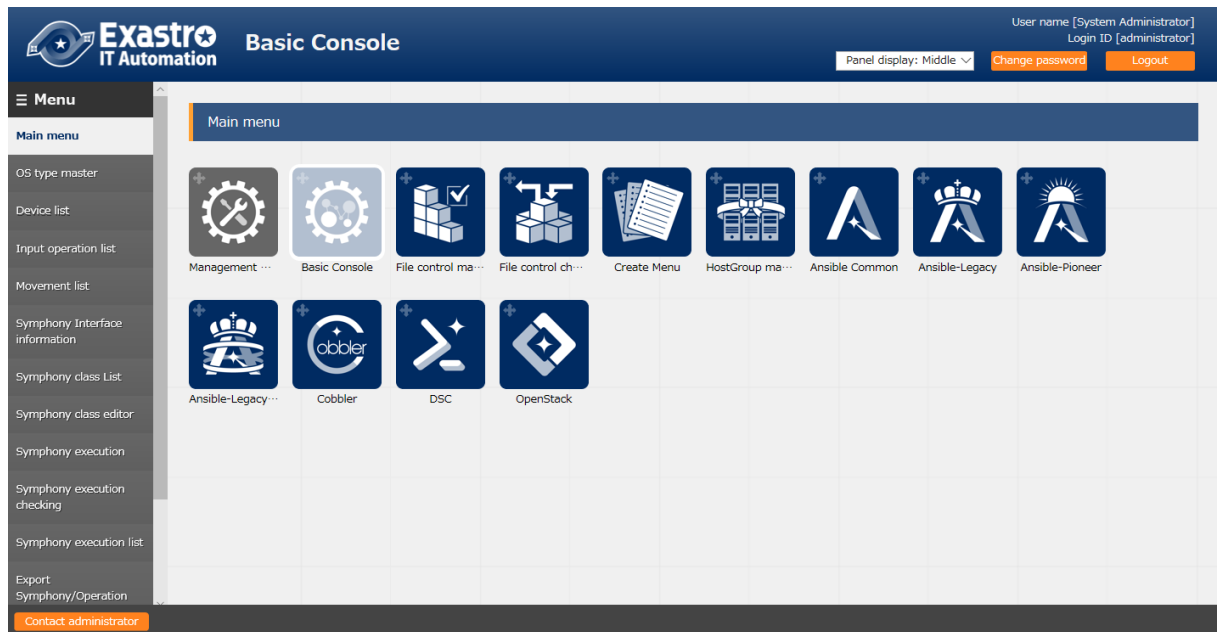 Exastro
IT Automation
Basic Console
User name [System Administrator]
Login ID [administrator]
Panel display: Middle
Change password
Logout
☰ Menu
Main menu
OS type master
Device list
Input operation list
Movement list
Symphony Interface
information
Symphony class List
Symphony class editor
Symphony execution
Symphony execution
checking
Symphony execution list
Export
Symphony/Operation
Contact administrator
Main menu
Management ···
Basic Console
File control ma···
File control ch···
Create Menu
HostGroup ma···
Ansible Common
Ansible-Legacy
Ansible-Pioneer
obbler
Ansible-Legacy···
Cobbler
DSC
OpenStack